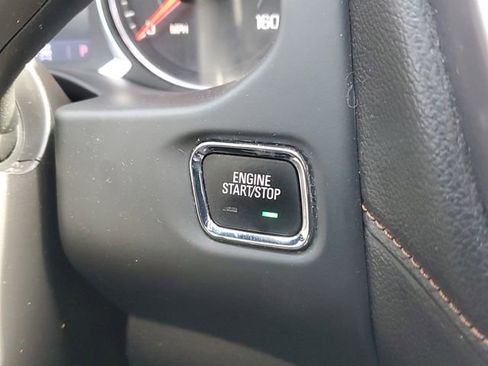 MPH
160
ENGINE
START/STOP